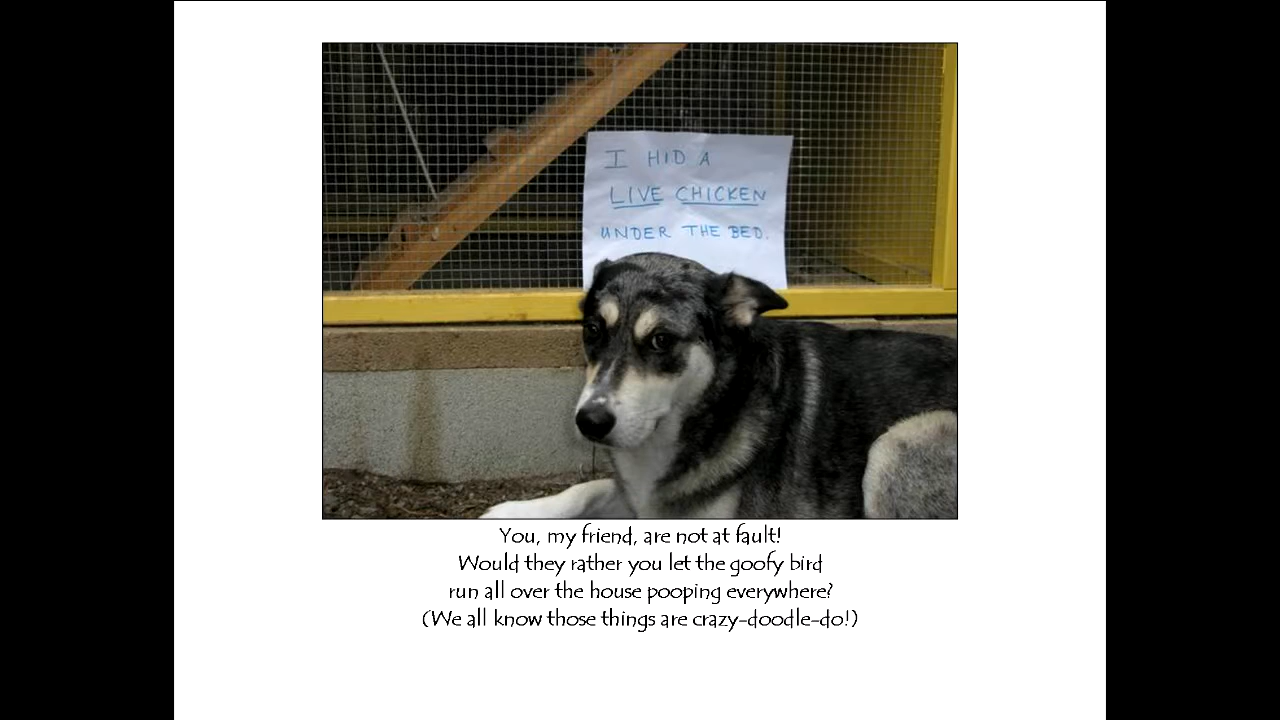 I HID A
LIVE CHICKEN
UNDER THE BED.
You, my friend, are not at fault!
Would they rather you let the goofy bird
run all over the house pooping everywhere?
(We all know those things are crazy-doodle-do!)